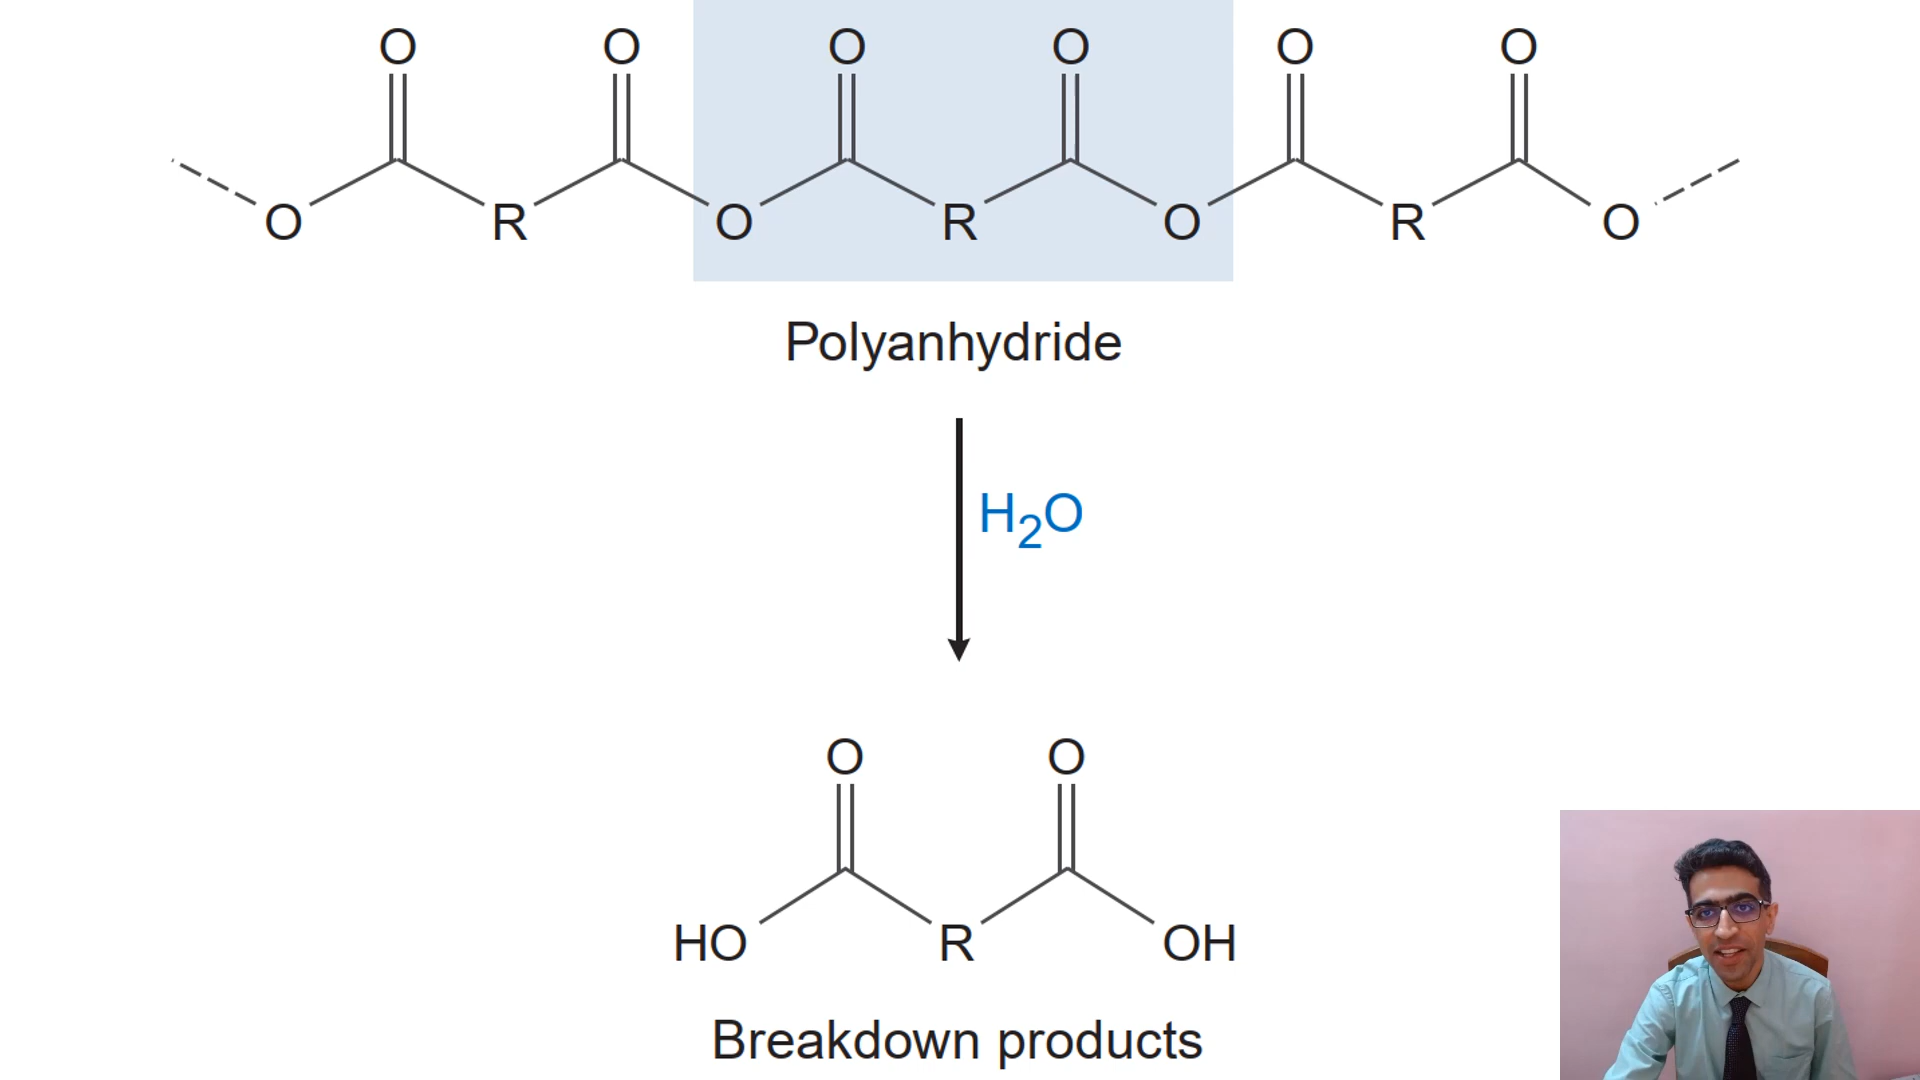 O O O O O O
O R O R O R O
Polyanhydride
H₂O
O O
HO R OH
Breakdown products